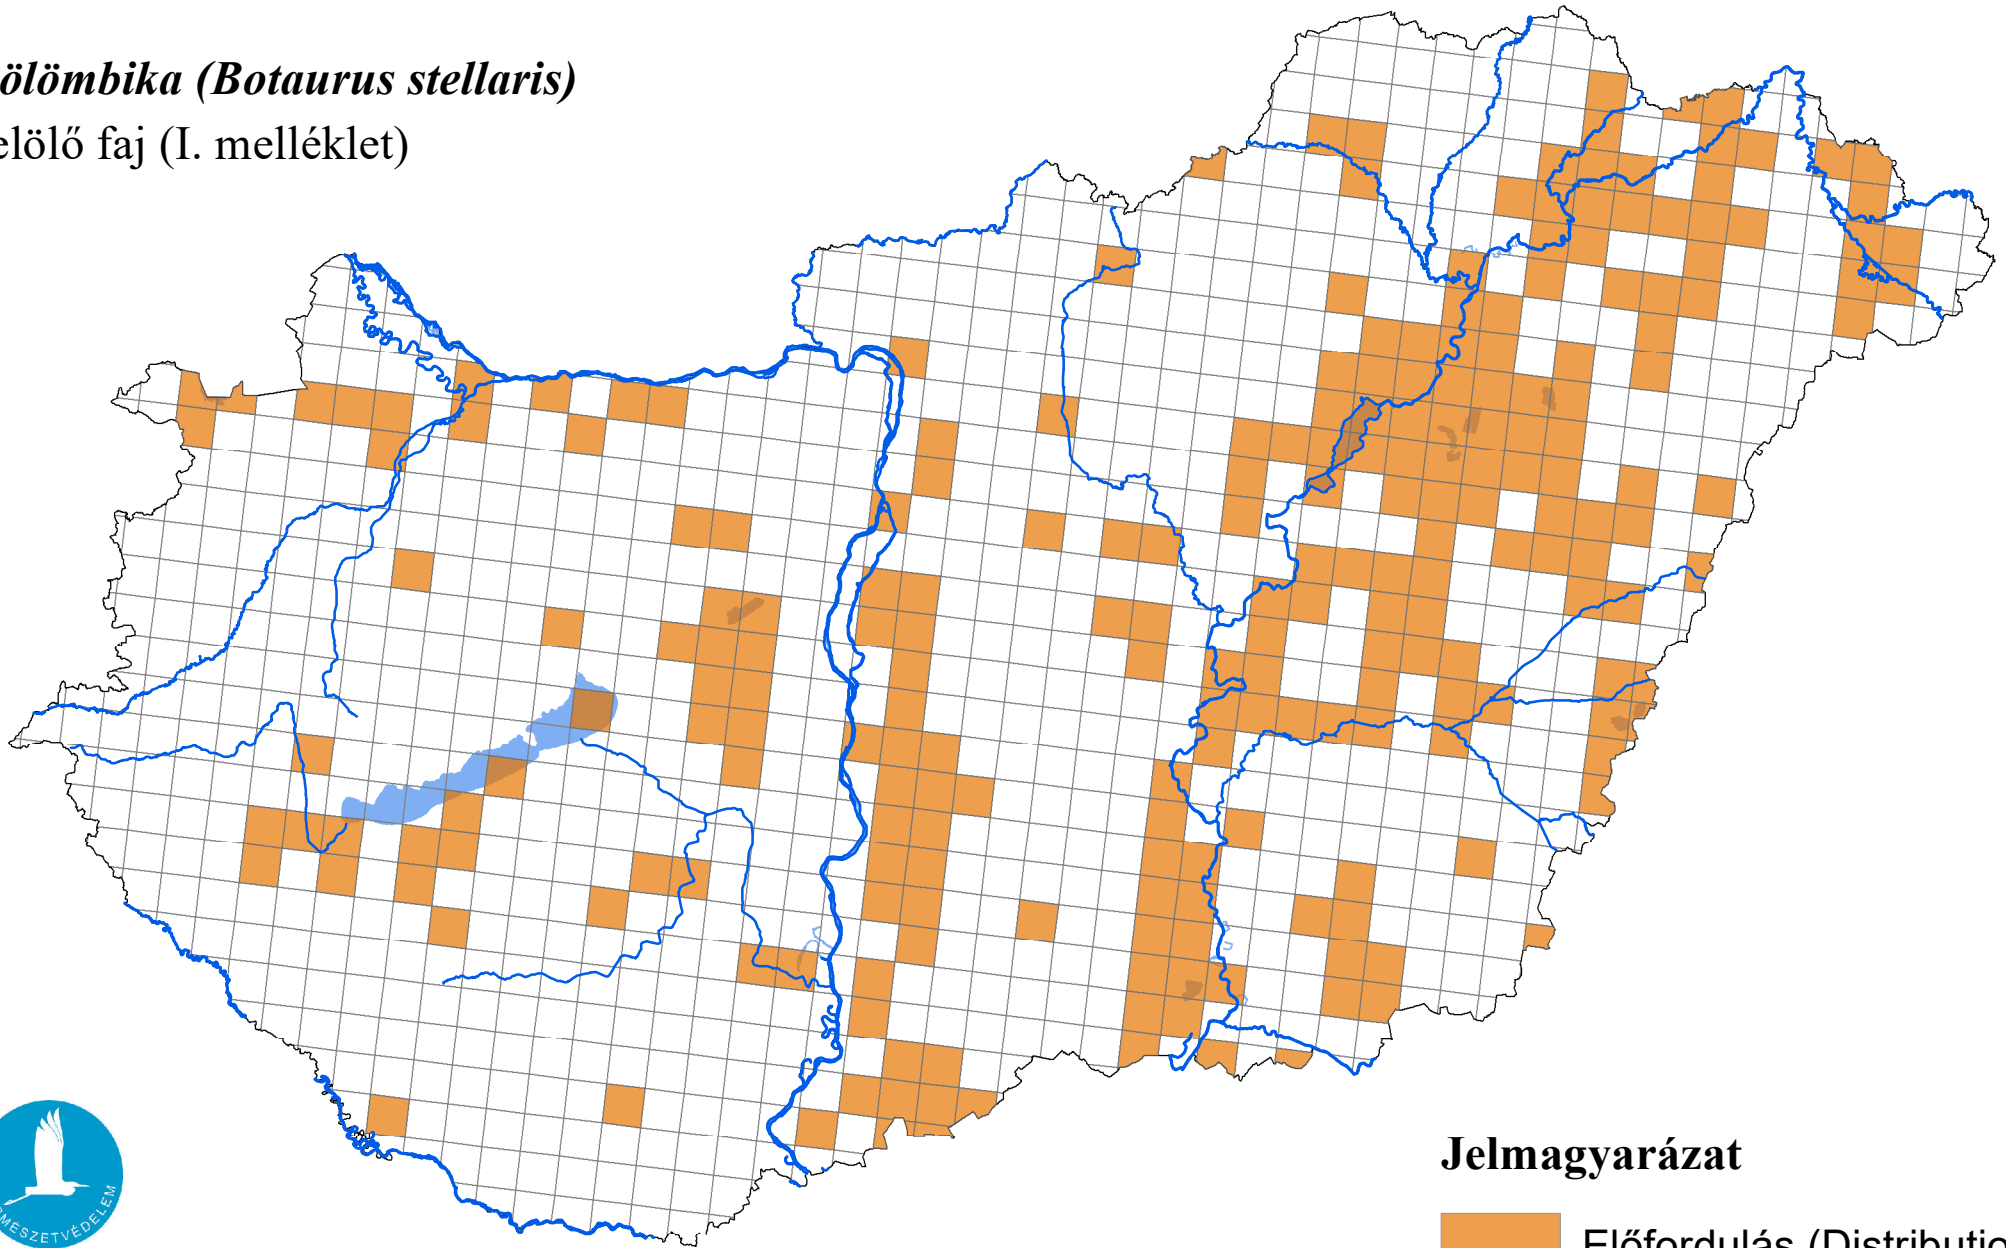 ölömbika (Botaurus stellaris)
elölő faj (I. melléklet)
Jelmagyarázat
Előfordulás (Distributio
MÉSZETVÉDELEM